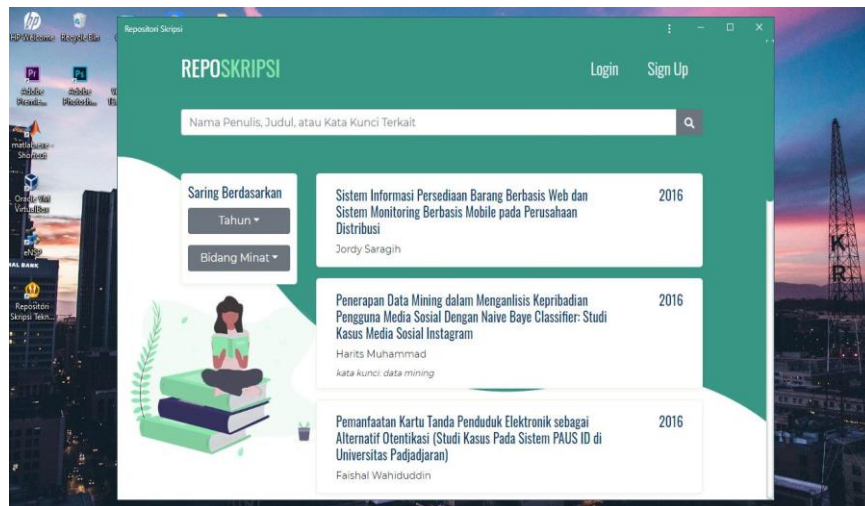 HP Welcome
Recycle Bin
Adobe
Premie...
Adobe
Photosh...
matlab.exe -
Shortcut
Oracle VM
VirtualBox
eNSP
Repositori
Skripsi Tekn...
Repositori Skripsi
REPOSKRIPSI
Login
Sign Up
Nama Penulis, Judul, atau Kata Kunci Terkait
Saring Berdasarkan
Tahun
Bidang Minat
Sistem Informasi Persediaan Barang Berbasis Web dan
Sistem Monitoring Berbasis Mobile pada Perusahaan
Distribusi
2016
Jordy Saragih
Penerapan Data Mining dalam Menganlisis Kepribadian
Pengguna Media Sosial Dengan Naive Baye Classifier: Studi
Kasus Media Sosial Instagram
2016
Harits Muhammad
kata kunci: data mining
Pemanfaatan Kartu Tanda Penduduk Elektronik sebagai
Alternatif Otentikasi (Studi Kasus Pada Sistem PAUS ID di
Universitas Padjadjaran)
2016
Faishal Wahiduddin